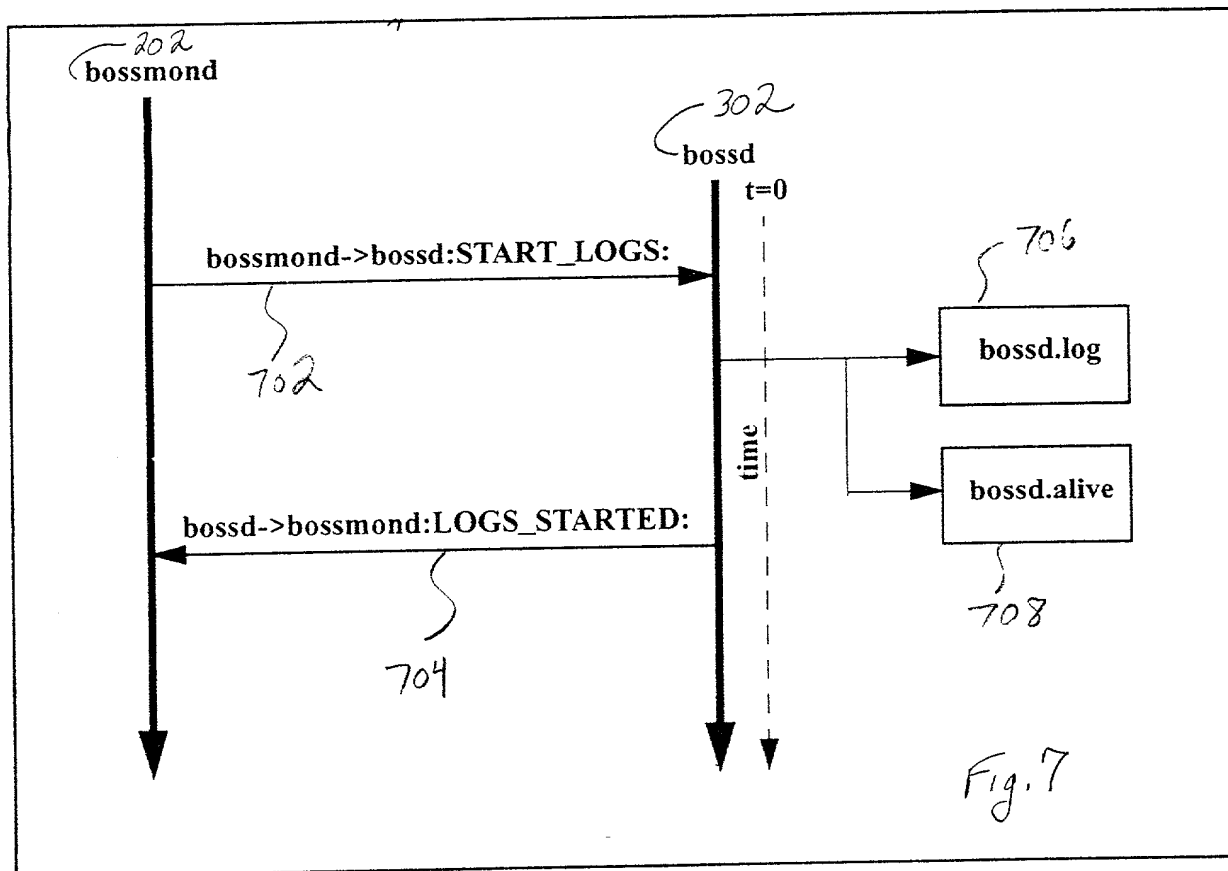 202
bossmond
302
bossd
t=0
bossmond->bossd:START_LOGS:
706
702
bossd.log
time
bossd.alive
bossd->bossmond:LOGS_STARTED:
708
704
Fig. 7